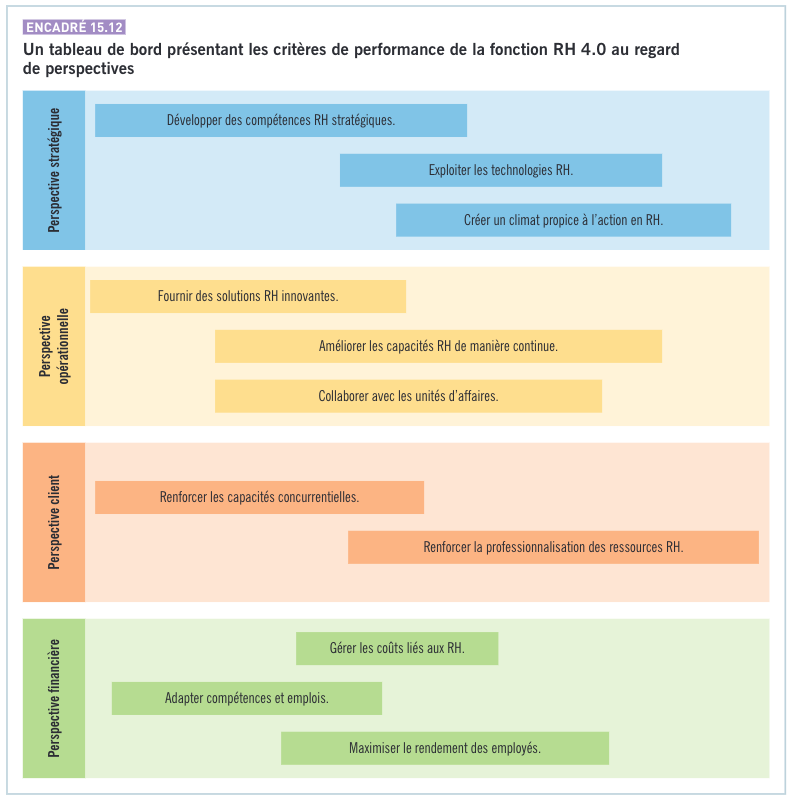 ENCADRÉ 15.12
Un tableau de bord présentant les critères de performance de la fonction RH 4.0 au regard
de perspectives
Perspective stratégique
Développer des compétences RH stratégiques.
Exploiter les technologies RH.
Créer un climat propice à l’action en RH.
Perspective
opérationnelle
Fournir des solutions RH innovantes.
Améliorer les capacités RH de manière continue.
Collaborer avec les unités d’affaires.
Perspective client
Renforcer les capacités concurrentielles.
Renforcer la professionnalisation des ressources RH.
Perspective financière
Gérer les coûts liés aux RH.
Adapter compétences et emplois.
Maximiser le rendement des employés.